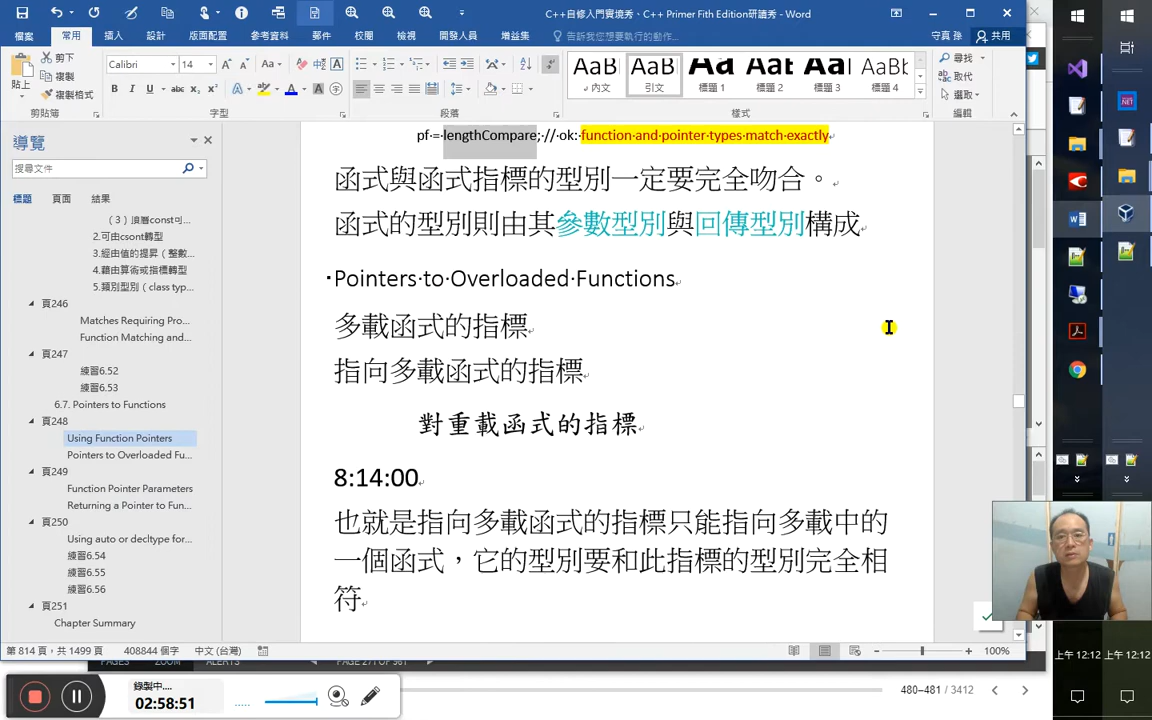 C++自修入門實境秀、C++ Primer Fith Edition研讀秀 - Word
檔案 常用 插入 設計 版面配置 參考資料 郵件 校閱 檢視 開發人員 增益集 告訴我您想要執行的動作... 守真 孫 共用
貼上 剪下 複製 複製格式 剪貼簿
Calibri 14 字型
段落
AaB AaBb AaB AaB AaB AaBb
內文 引文 標題 1 標題 2 標題 3 標題 4
樣式
尋找 取代 選取 編輯
導覽
搜尋文件
標題 頁面 結果
（3）頂層const可...
2.可由csont轉型
3.經由值的提昇（整數...
4.藉由算術或指標轉型
5.類別型別（class typ...
頁246
Matches Requiring Pro...
Function Matching and...
頁247
練習6.52
練習6.53
6.7. Pointers to Functions
頁248
Using Function Pointers
Pointers to Overloaded Fu...
頁249
Function Pointer Parameters
Returning a Pointer to Fun...
頁250
Using auto or decltype for...
練習6.54
練習6.55
練習6.56
頁251
Chapter Summary
pf = lengthCompare; // ok: function and pointer types match exactly
函式與函式指標的型別一定要完全吻合。
函式的型別則由其參數型別與回傳型別構成
Pointers to Overloaded Functions
多載函式的指標
指向多載函式的指標
對重載函式的指標
8:14:00
也就是指向多載函式的指標只能指向多載中的
一個函式，它的型別要和此指標的型別完全相
符
第 814 頁，共 1499 頁 408844 個字 中文 (台灣) 100%
PAGES ZOOM ALERTS PAGE 271 OF 981
錄製中....
02:58:51
480–481 / 3412
上午 12:12 上午 12:12